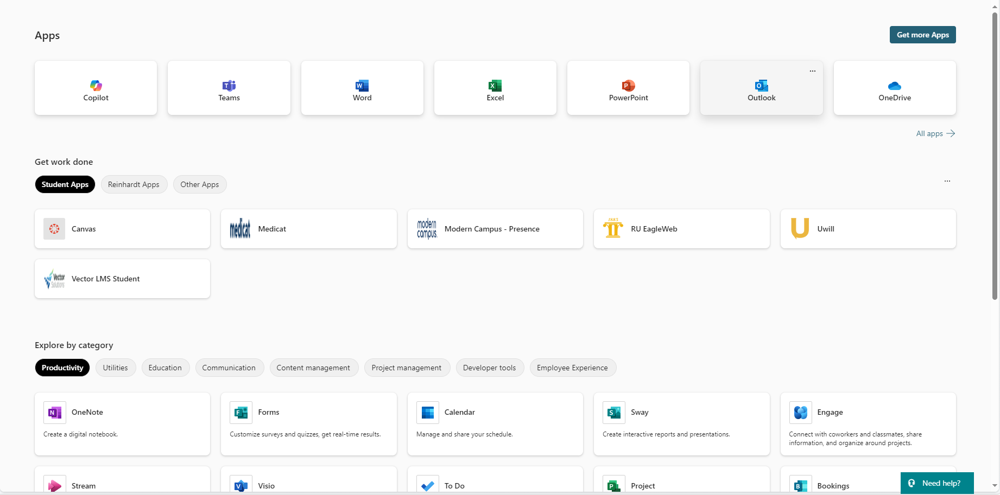 Apps
Get more Apps
Copilot
Teams
Word
Excel
PowerPoint
...
Outlook
OneDrive
All apps
Get work done
Student Apps
Reinhardt Apps
Other Apps
...
Canvas
medicat
Medicat
modern campus.
Modern Campus - Presence
1883
RU EagleWeb
Uwill
Vector Solutions
Vector LMS Student
Explore by category
Productivity
Utilities
Education
Communication
Content management
Project management
Developer tools
Employee Experience
OneNote
Create a digital notebook.
Forms
Customize surveys and quizzes, get real-time results.
Calendar
Manage and share your schedule.
Sway
Create interactive reports and presentations.
Engage
Connect with coworkers and classmates, share
information, and organize around projects.
Stream
Visio
To Do
Project
Bookings
Need help?